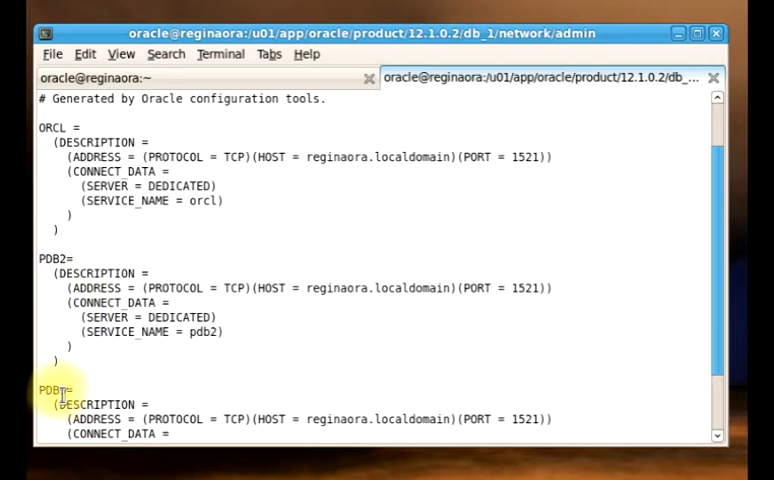 oracle@reginaora:/u01/app/oracle/product/12.1.0.2/db_1/network/admin
File Edit View Search Terminal Tabs Help
oracle@reginaora:~
oracle@reginaora:/u01/app/oracle/product/12.1.0.2/db_...
# Generated by Oracle configuration tools.
ORCL =
(DESCRIPTION =
(ADDRESS = (PROTOCOL = TCP)(HOST = reginaora.localdomain)(PORT = 1521))
(CONNECT_DATA =
(SERVER = DEDICATED)
(SERVICE_NAME = orcl)
)
)
PDB2=
(DESCRIPTION =
(ADDRESS = (PROTOCOL = TCP)(HOST = reginaora.localdomain)(PORT = 1521))
(CONNECT_DATA =
(SERVER = DEDICATED)
(SERVICE_NAME = pdb2)
)
)
(DESCRIPTION =
(ADDRESS = (PROTOCOL = TCP)(HOST = reginaora.localdomain)(PORT = 1521))
(CONNECT_DATA =